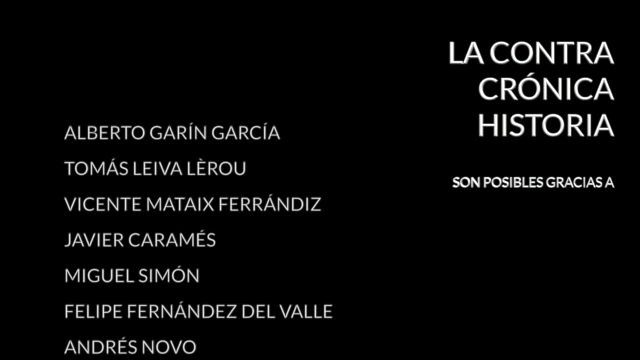 LA CONTRA
CRÓNICA
HISTORIA
SON POSIBLES GRACIAS A
ALBERTO GARÍN GARCÍA
TOMÁS LEIVA LÈROU
VICENTE MATAIX FERRÁNDIZ
JAVIER CARAMÉS
MIGUEL SIMÓN
FELIPE FERNÁNDEZ DEL VALLE
ANDRÉS NOVO